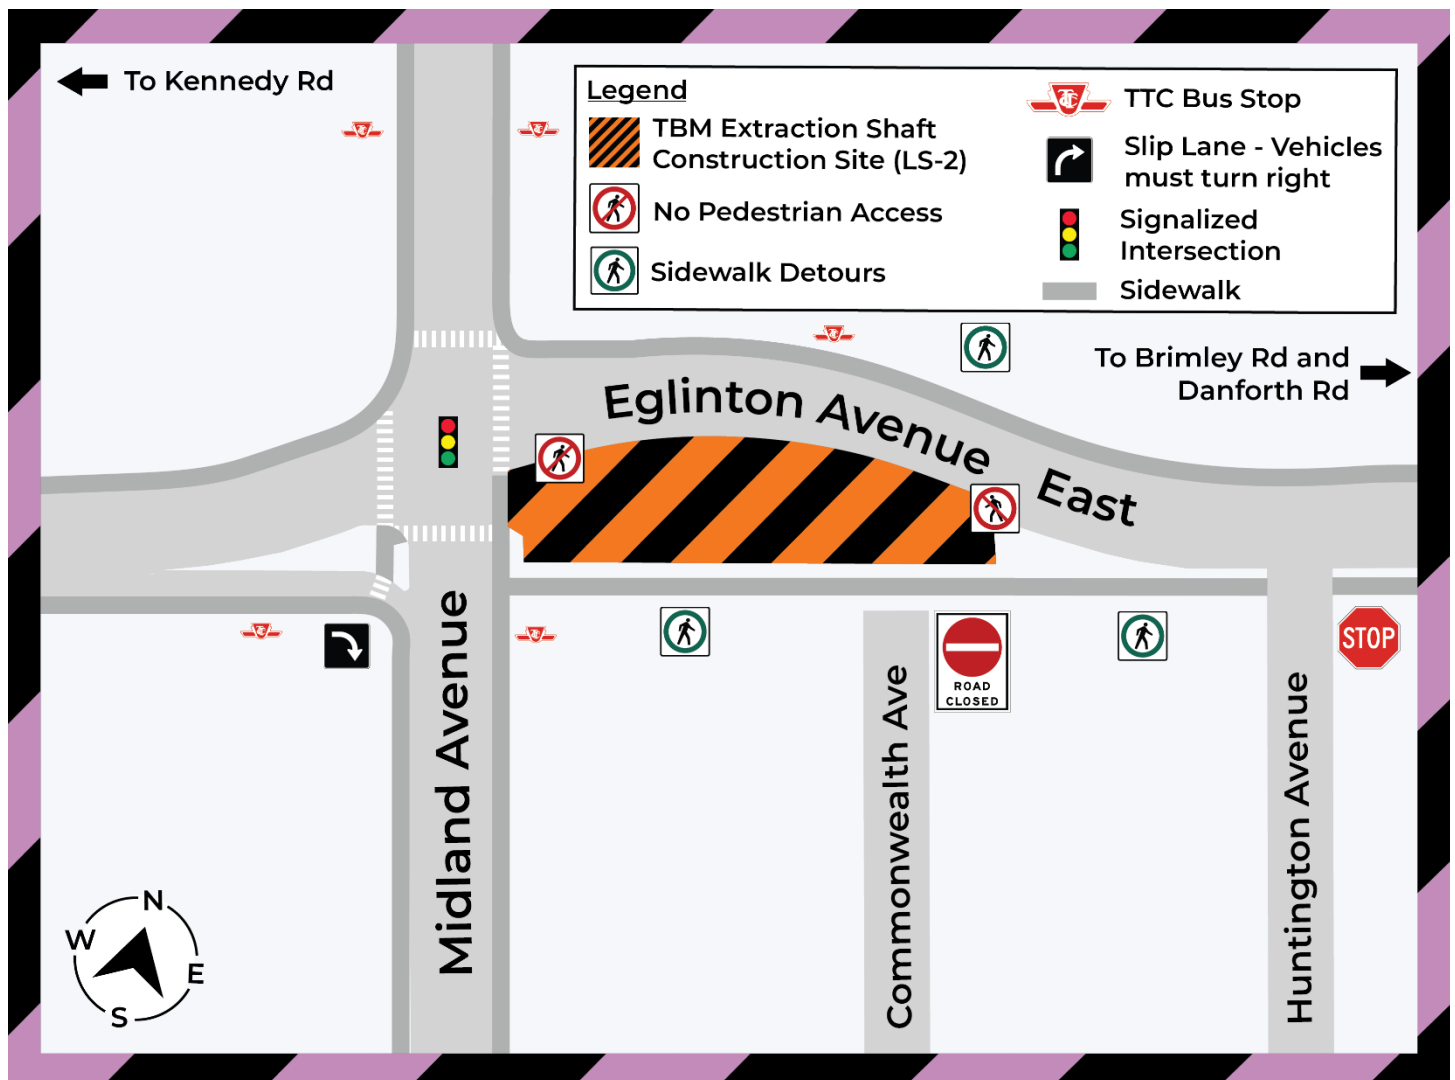 To Kennedy Rd
Legend
TBM Extraction Shaft
Construction Site (LS-2)
No Pedestrian Access
Sidewalk Detours
TTC Bus Stop
Slip Lane - Vehicles
must turn right
Signalized
Intersection
Sidewalk
To Brimley Rd and
Danforth Rd
Eglinton Avenue East
Midland Avenue
Commonwealth Ave
ROAD
CLOSED
STOP
Huntington Avenue
N
W
E
S